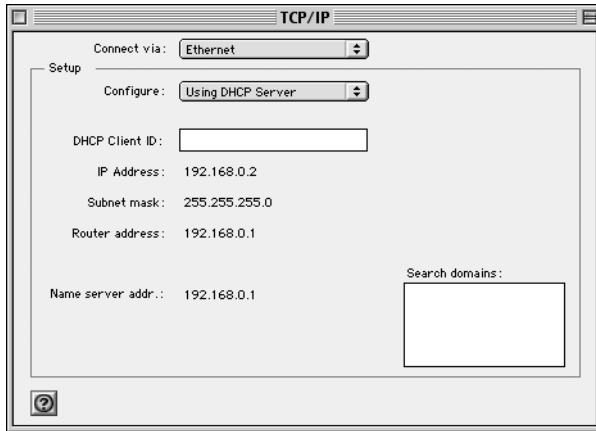 TCP/IP
Connect via: Ethernet
Setup
Configure: Using DHCP Server
DHCP Client ID:
IP Address: 192.168.0.2
Subnet mask: 255.255.255.0
Router address: 192.168.0.1
Search domains:
Name server addr.: 192.168.0.1
?